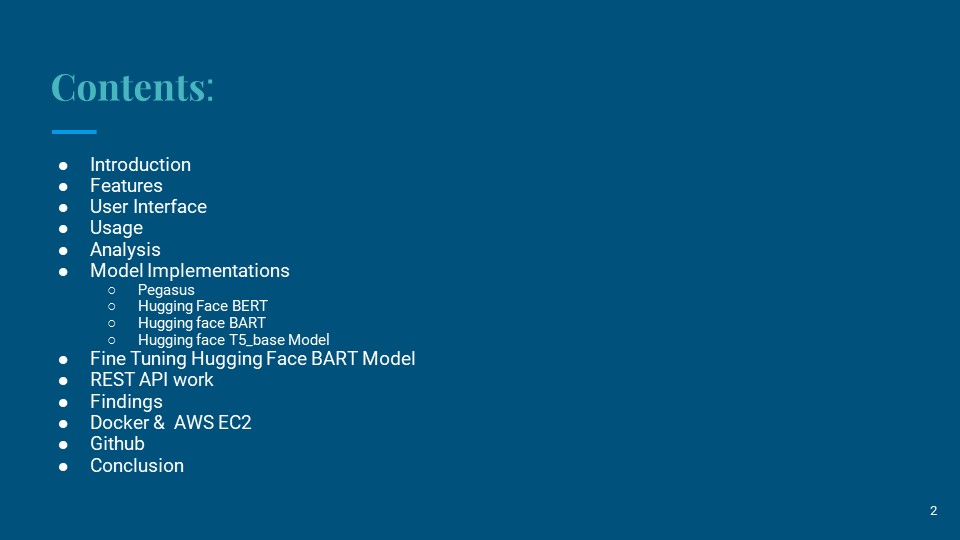 Contents:
● Introduction
● Features
● User Interface
● Usage
● Analysis
● Model Implementations
○ Pegasus
○ Hugging Face BERT
○ Hugging face BART
○ Hugging face T5_base Model
● Fine Tuning Hugging Face BART Model
● REST API work
● Findings
● Docker & AWS EC2
● Github
● Conclusion
2